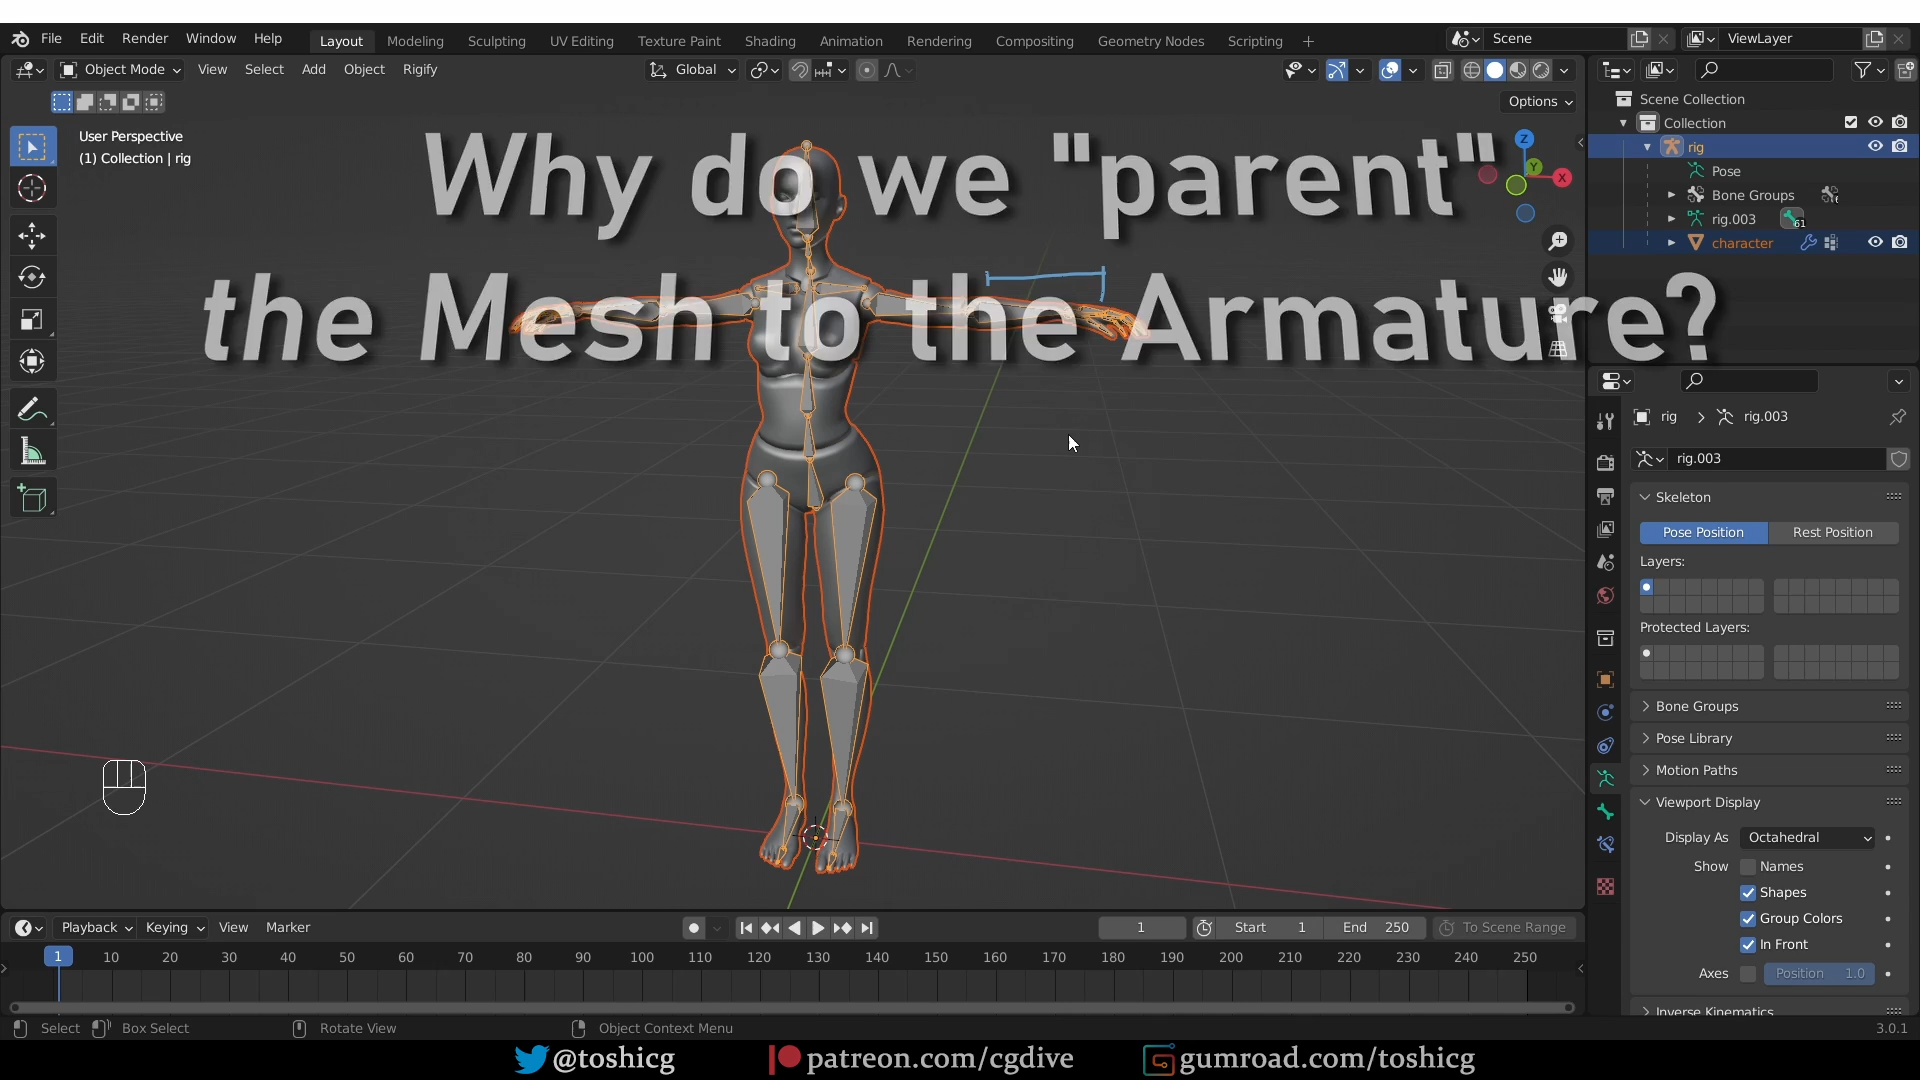 File Edit Render Window Help Layout Modeling Sculpting UV Editing Texture Paint Shading Animation Rendering Compositing Geometry Nodes Scripting + Scene ViewLayer
Object Mode View Select Add Object Rigify Global
Options
User Perspective
(1) Collection | rig
Why do we "parent"
the Mesh to the Armature?
Z
Y
X
Scene Collection
Collection
rig
Pose
Bone Groups
rig.003 61
character
rig > rig.003
rig.003
Skeleton
Pose Position Rest Position
Layers:
Protected Layers:
Bone Groups
Pose Library
Motion Paths
Viewport Display
Display As Octahedral
Show Names
Shapes
Group Colors
In Front
Axes Position 1.0
Inverse Kinematics
Playback Keying View Marker 1 Start 1 End 250 To Scene Range
1 10 20 30 40 50 60 70 80 90 100 110 120 130 140 150 160 170 180 190 200 210 220 230 240 250
Select Box Select Rotate View Object Context Menu 3.0.1
@toshicg patreon.com/cgdive gumroad.com/toshicg